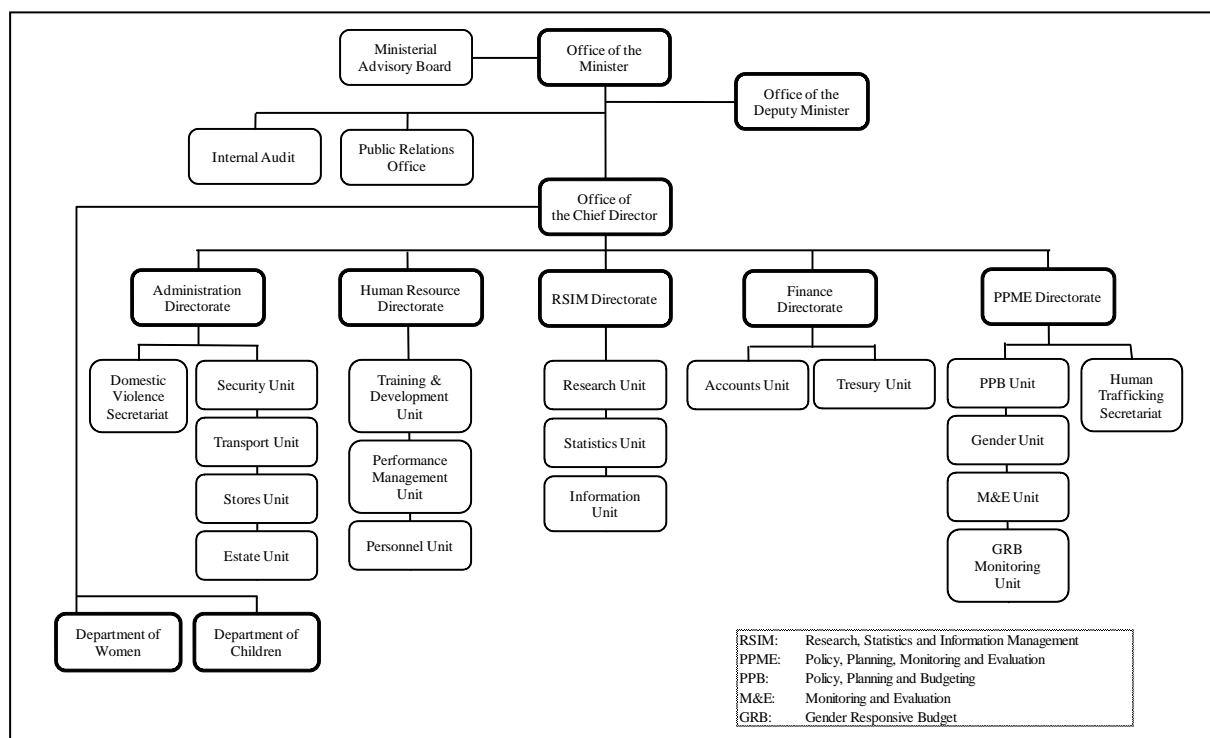 Ministerial
Advisory Board
Office of the
Minister
Office of the
Deputy Minister
Internal Audit
Public Relations
Office
Office of
the Chief Director
Administration
Directorate
Human Resource
Directorate
RSIM Directorate
Finance
Directorate
PPME Directorate
Domestic
Violence
Secretariat
Security Unit
Transport Unit
Stores Unit
Estate Unit
Training &
Development
Unit
Performance
Management
Unit
Personnel Unit
Research Unit
Statistics Unit
Information
Unit
Accounts Unit
Tresury Unit
PPB Unit
Gender Unit
M&E Unit
GRB
Monitoring
Unit
Human
Trafficking
Secretariat
Department of
Women
Department of
Children
RSIM: Research, Statistics and Information Management
PPME: Policy, Planning, Monitoring and Evaluation
PPB: Policy, Planning and Budgeting
M&E: Monitoring and Evaluation
GRB: Gender Responsive Budget